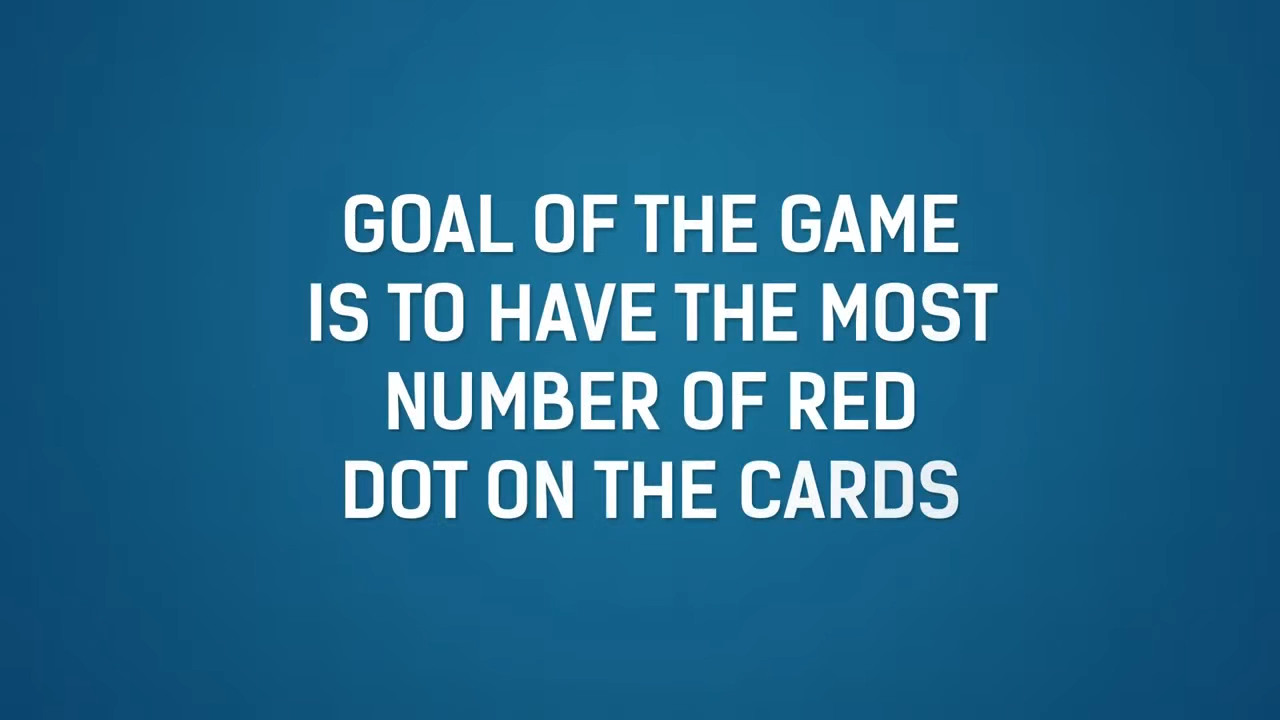 GOAL OF THE GAME
IS TO HAVE THE MOST
NUMBER OF RED
DOT ON THE CARDS